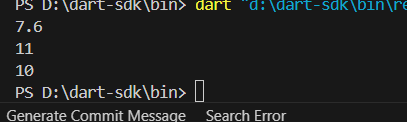 PS D:\dart-sdk\bin> dart "d:\dart-sdk\bin\re
7.6
11
10
PS D:\dart-sdk\bin>
Generate Commit Message Search Error